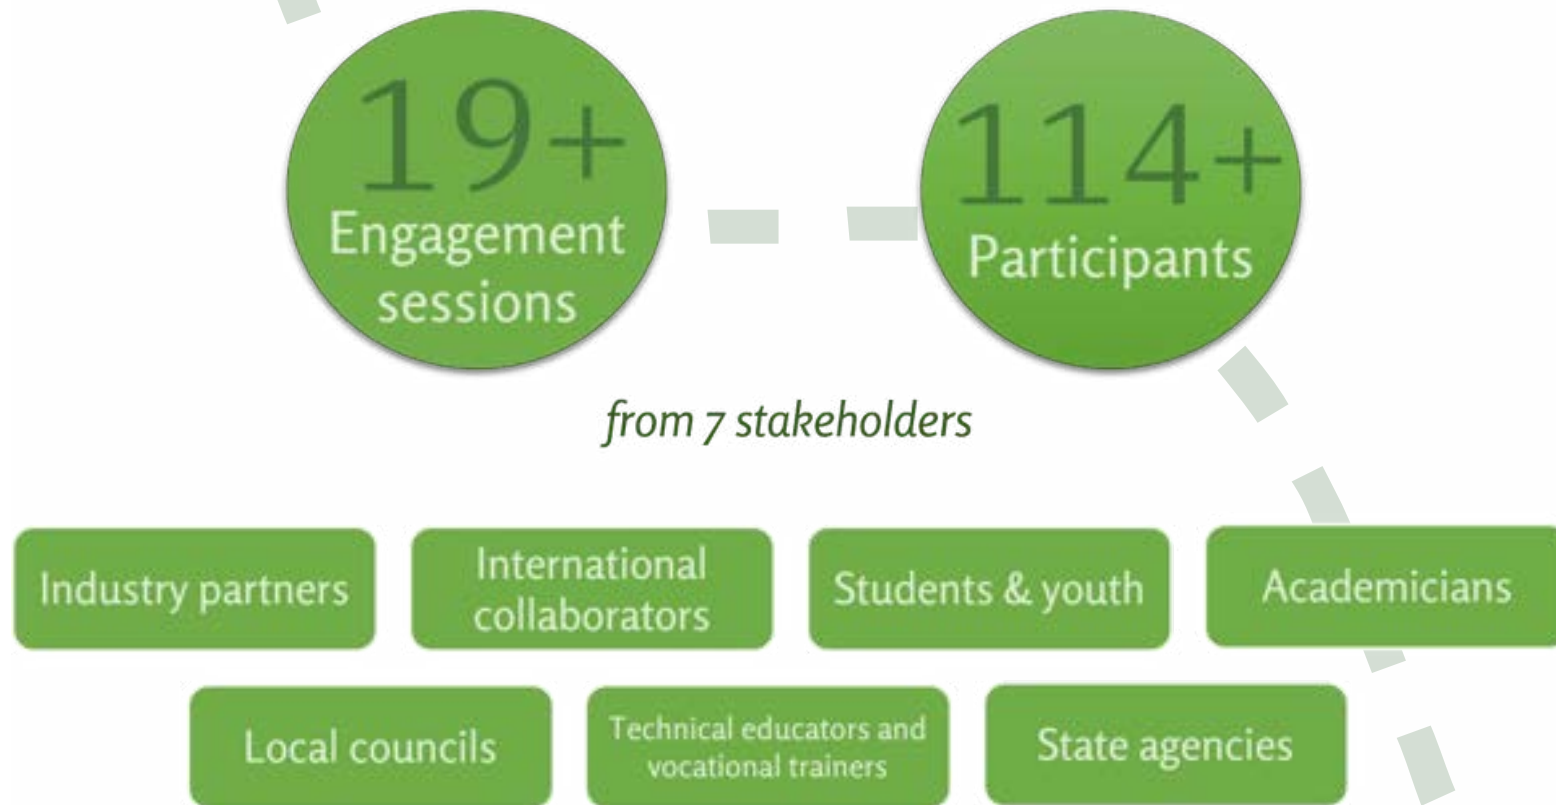 19+
Engagement
sessions
114+
Participants
from 7 stakeholders
Industry partners
International
collaborators
Students & youth
Academicians
Local councils
Technical educators and
vocational trainers
State agencies